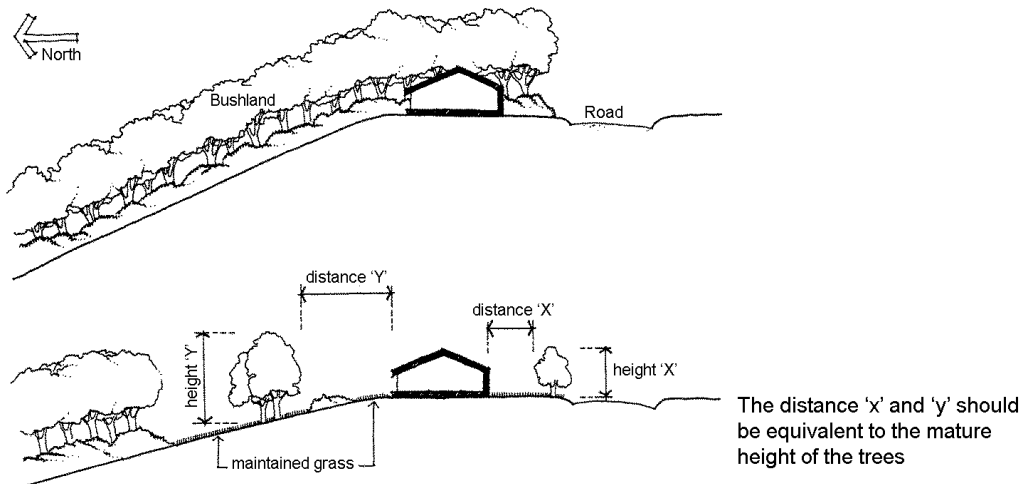 North
Bushland
Road
distance ‘Y’
distance ‘X’
height ‘Y’
height ‘X’
maintained grass
The distance ‘x’ and ‘y’ should
be equivalent to the mature
height of the trees